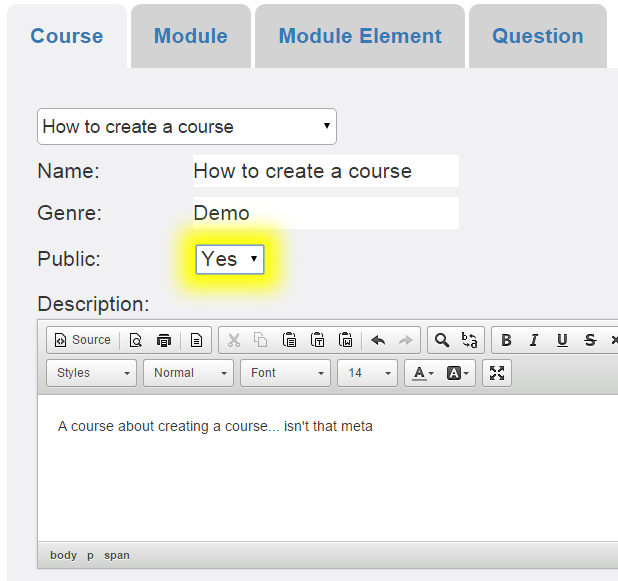 Course Module Module Element Question
How to create a course
Name: How to create a course
Genre: Demo
Public: Yes
Description:
Source B I U S
Styles Normal Font 14 A A
A course about creating a course... isn't that meta
body p span